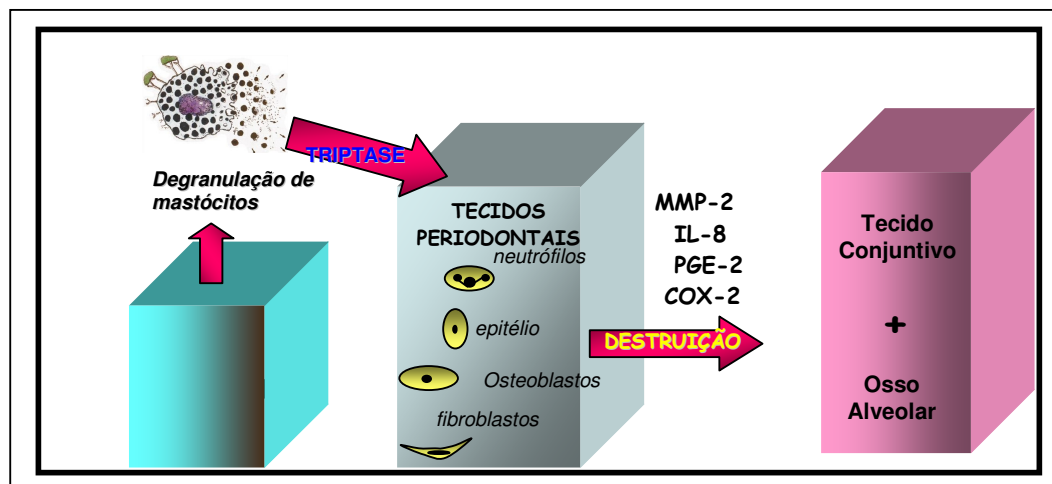 TRIPTASE
Degranulação de
mastócitos
TECIDOS
PERIODONTAIS
neutrófilos
epitélio
Osteoblastos
fibroblastos
MMP-2
IL-8
PGE-2
COX-2
DESTRUIÇÃO
Tecido
Conjuntivo
+
Osso
Alveolar